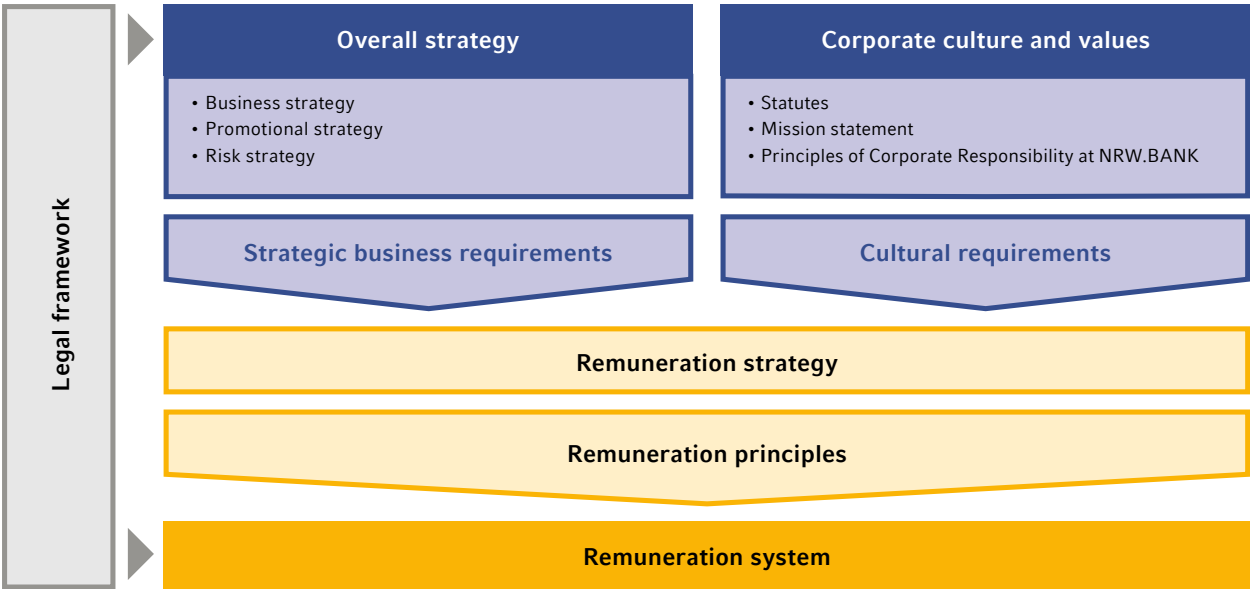 Legal framework
Overall strategy
• Business strategy
• Promotional strategy
• Risk strategy
Corporate culture and values
• Statutes
• Mission statement
• Principles of Corporate Responsibility at NRW.BANK
Strategic business requirements
Cultural requirements
Remuneration strategy
Remuneration principles
Remuneration system